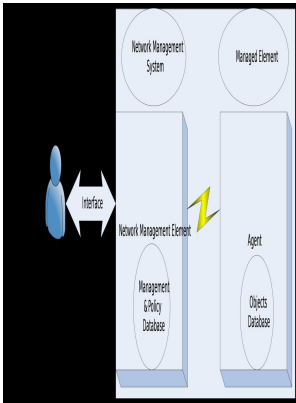 Network Management
System
Managed Element
Interface
Network Management Element
Management
& Policy
Database
Agent
Objects
Database